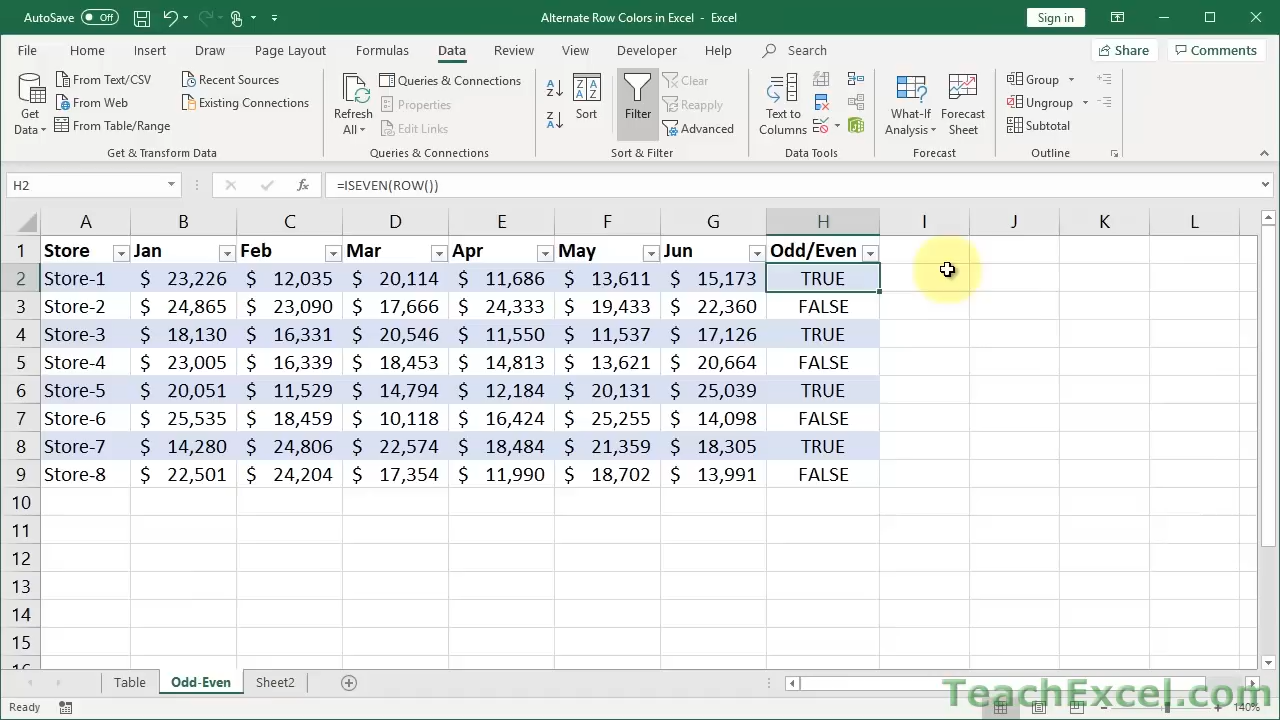 AutoSave Off Alternate Row Colors in Excel - Excel Sign in
File Home Insert Draw Page Layout Formulas Data Review View Developer Help Search Share Comments
Get Data
From Text/CSV
From Web
From Table/Range
Recent Sources
Existing Connections
Get & Transform Data
Refresh All
Queries & Connections
Properties
Edit Links
Queries & Connections
Sort
Filter
Clear
Reapply
Advanced
Sort & Filter
Text to Columns
Data Tools
What-If Analysis
Forecast Sheet
Forecast
Group
Ungroup
Subtotal
Outline
H2 fx =ISEVEN(ROW())
A B C D E F G H I J K L
1 Store Jan Feb Mar Apr May Jun Odd/Even
2 Store-1 $ 23,226 $ 12,035 $ 20,114 $ 11,686 $ 13,611 $ 15,173 TRUE
3 Store-2 $ 24,865 $ 23,090 $ 17,666 $ 24,333 $ 19,433 $ 22,360 FALSE
4 Store-3 $ 18,130 $ 16,331 $ 20,546 $ 11,550 $ 11,537 $ 17,126 TRUE
5 Store-4 $ 23,005 $ 16,339 $ 18,453 $ 14,813 $ 13,621 $ 20,664 FALSE
6 Store-5 $ 20,051 $ 11,529 $ 14,794 $ 12,184 $ 20,131 $ 25,039 TRUE
7 Store-6 $ 25,535 $ 18,459 $ 10,118 $ 16,424 $ 25,255 $ 14,098 FALSE
8 Store-7 $ 14,280 $ 24,806 $ 22,574 $ 18,484 $ 21,359 $ 18,305 TRUE
9 Store-8 $ 22,501 $ 24,204 $ 17,354 $ 11,990 $ 18,702 $ 13,991 FALSE
10
11
12
13
14
15
16
Table Odd-Even Sheet2
TeachExcel.com
Ready 140%